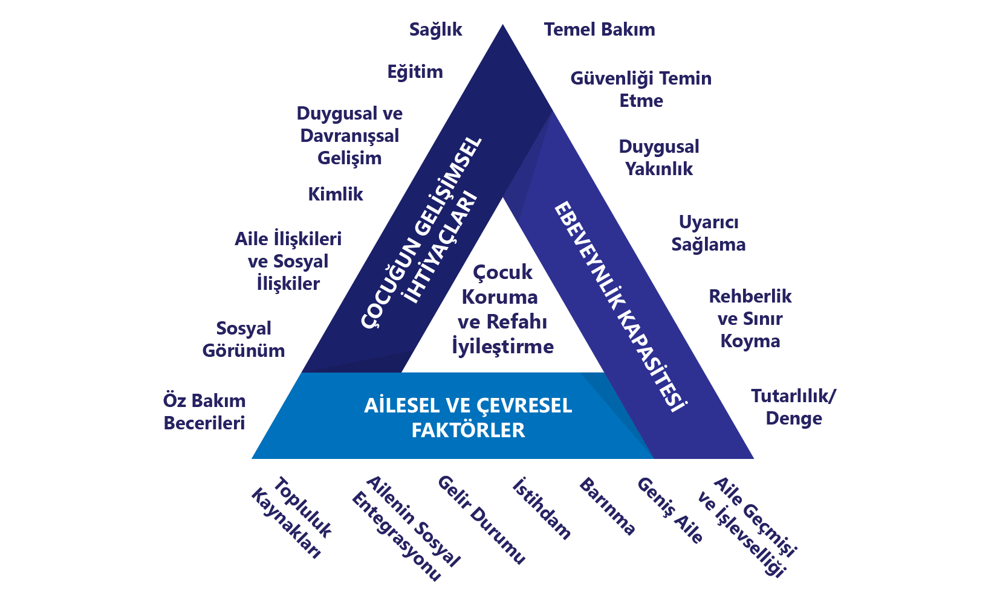 Sağlık
Eğitim
Duygusal ve
Davranışsal
Gelişim
Kimlik
Aile İlişkileri
ve Sosyal
İlişkiler
Sosyal
Görünüm
Öz Bakım
Becerileri
ÇOCUĞUN GELİŞİMSEL
İHTİYAÇLARI
Temel Bakım
Güvenliği Temin
Etme
Duygusal
Yakınlık
Uyarıcı
Sağlama
Rehberlik
ve Sınır
Koyma
Tutarlılık/
Denge
EBEVEYNLİK KAPASİTESİ
Çocuk
Koruma
ve Refahı
İyileştirme
AİLESEL VE ÇEVRESEL
FAKTÖRLER
Topluluk
Kaynakları
Ailenin Sosyal
Entegrasyonu
Gelir Durumu
İstihdam
Barınma
Geniş Aile
Aile Geçmişi
ve İşlevselliği